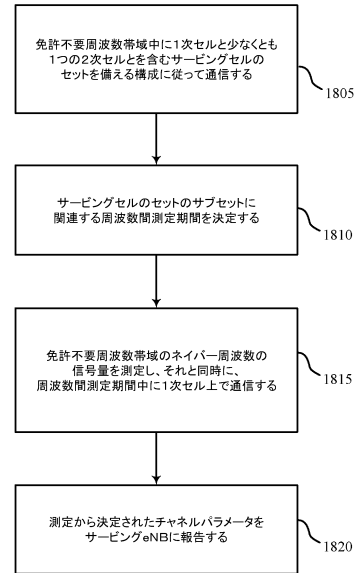 免許不要周波数帯域中に1次セルと少なくとも
1つの2次セルとを含むサービングセルの
セットを備える構成に従って通信する
1805
サービングセルのセットのサブセットに
関連する周波数間測定期間を決定する
1810
免許不要周波数帯域のネイバー周波数の
信号量を測定し、それと同時に、
周波数間測定期間中に1次セル上で通信する
1815
測定から決定されたチャネルパラメータを
サービングeNBに報告する
1820